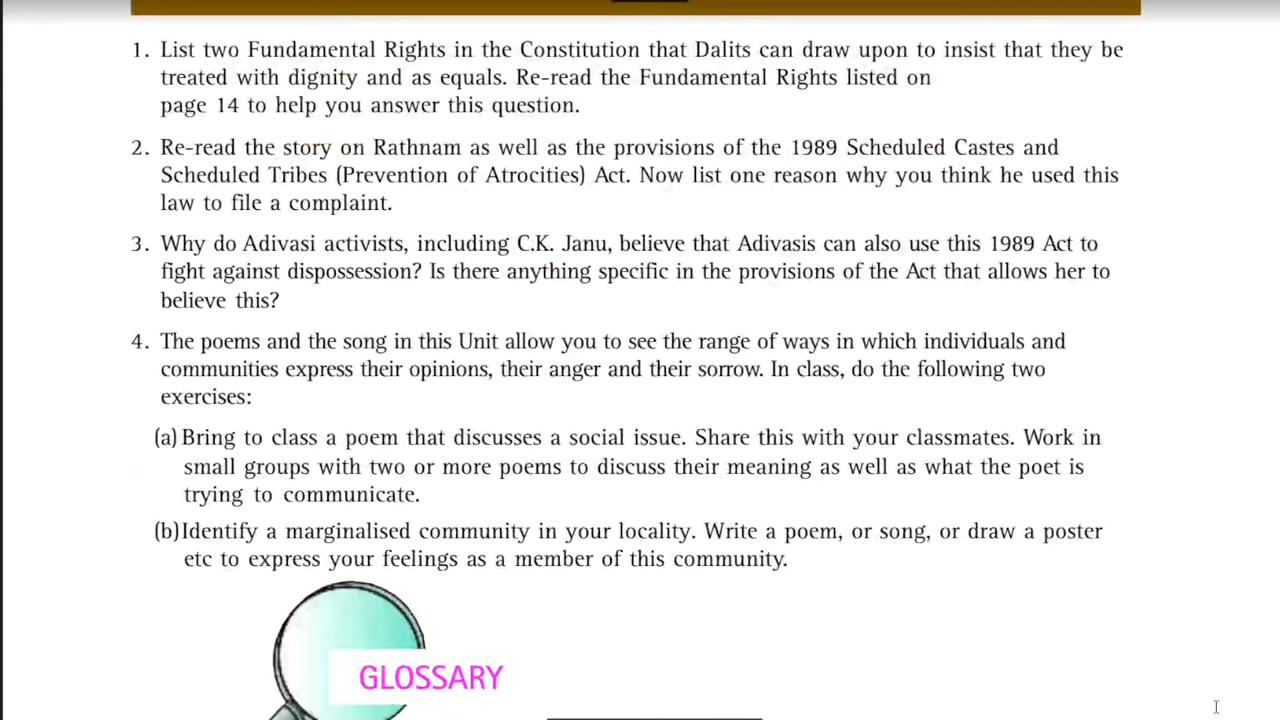 1. List two Fundamental Rights in the Constitution that Dalits can draw upon to insist that they be
treated with dignity and as equals. Re-read the Fundamental Rights listed on
page 14 to help you answer this question.
2. Re-read the story on Rathnam as well as the provisions of the 1989 Scheduled Castes and
Scheduled Tribes (Prevention of Atrocities) Act. Now list one reason why you think he used this
law to file a complaint.
3. Why do Adivasi activists, including C.K. Janu, believe that Adivasis can also use this 1989 Act to
fight against dispossession? Is there anything specific in the provisions of the Act that allows her to
believe this?
4. The poems and the song in this Unit allow you to see the range of ways in which individuals and
communities express their opinions, their anger and their sorrow. In class, do the following two
exercises:
(a) Bring to class a poem that discusses a social issue. Share this with your classmates. Work in
small groups with two or more poems to discuss their meaning as well as what the poet is
trying to communicate.
(b) Identify a marginalised community in your locality. Write a poem, or song, or draw a poster
etc to express your feelings as a member of this community.
GLOSSARY